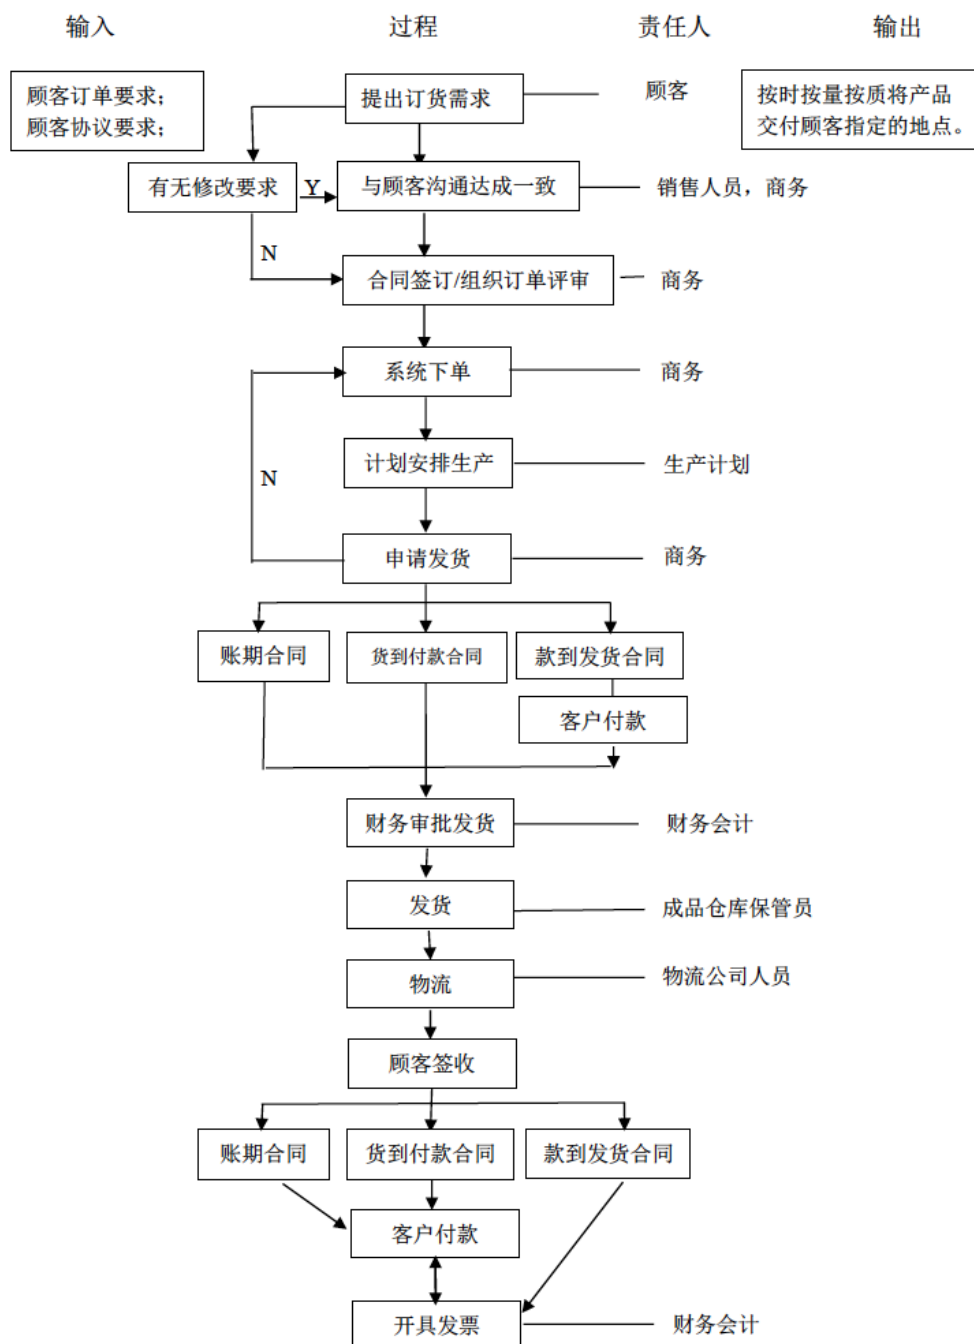 输入
过程
责任人
输出
顾客订单要求；
顾客协议要求；
提出订货需求
顾客
按时按量按质将产品
交付顾客指定的地点。
有无修改要求
Y
与顾客沟通达成一致
销售人员，商务
N
合同签订/组织订单评审
商务
系统下单
商务
计划安排生产
生产计划
N
申请发货
商务
账期合同
货到付款合同
款到发货合同
客户付款
财务审批发货
财务会计
发货
成品仓库保管员
物流
物流公司人员
顾客签收
账期合同
货到付款合同
款到发货合同
客户付款
开具发票
财务会计